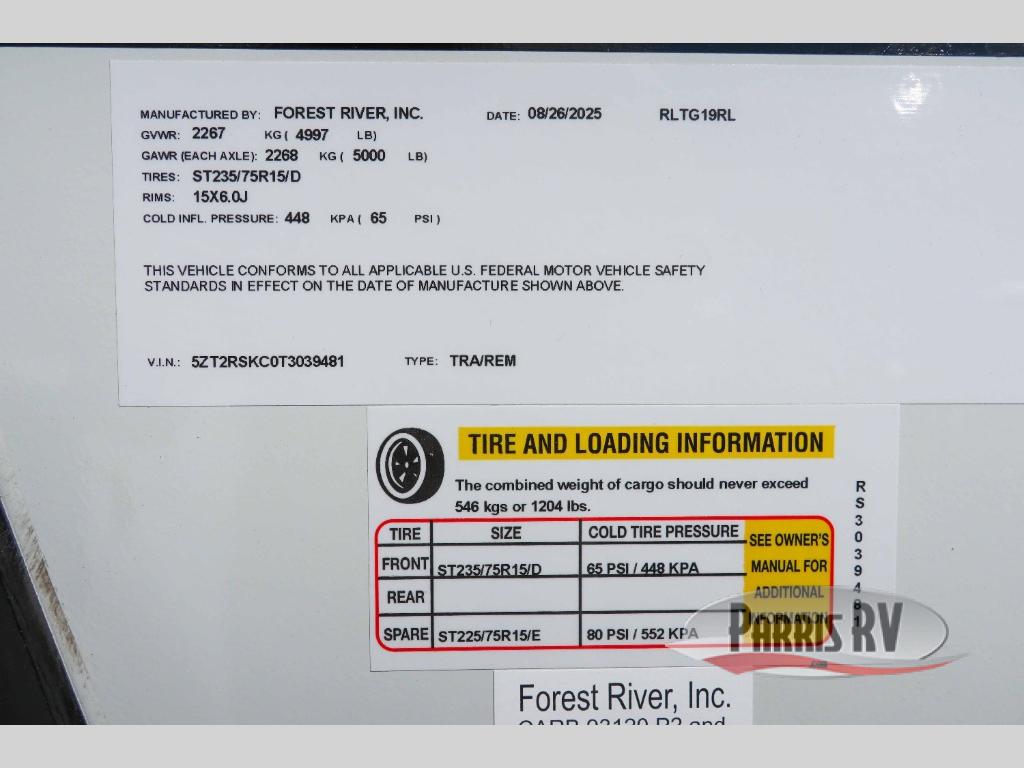 MANUFACTURED BY: FOREST RIVER, INC. DATE: 08/26/2025 RLTG19RL
GVWR: 2267 KG ( 4997 LB)
GAWR (EACH AXLE): 2268 KG ( 5000 LB)
TIRES: ST235/75R15/D
RIMS: 15X6.0J
COLD INFL. PRESSURE: 448 KPA ( 65 PSI )
THIS VEHICLE CONFORMS TO ALL APPLICABLE U.S. FEDERAL MOTOR VEHICLE SAFETY
STANDARDS IN EFFECT ON THE DATE OF MANUFACTURE SHOWN ABOVE.
V.I.N.: 5ZT2RSKC0T3039481 TYPE: TRA/REM
TIRE AND LOADING INFORMATION
The combined weight of cargo should never exceed
546 kgs or 1204 lbs.
TIRE SIZE COLD TIRE PRESSURE SEE OWNER'S
FRONT ST235/75R15/D 65 PSI / 448 KPA MANUAL FOR
REAR ADDITIONAL
INFORMATION
SPARE ST225/75R15/E 80 PSI / 552 KPA
RS3039481
PARRIS RV
Forest River, Inc.
CARB 03120 P2 and